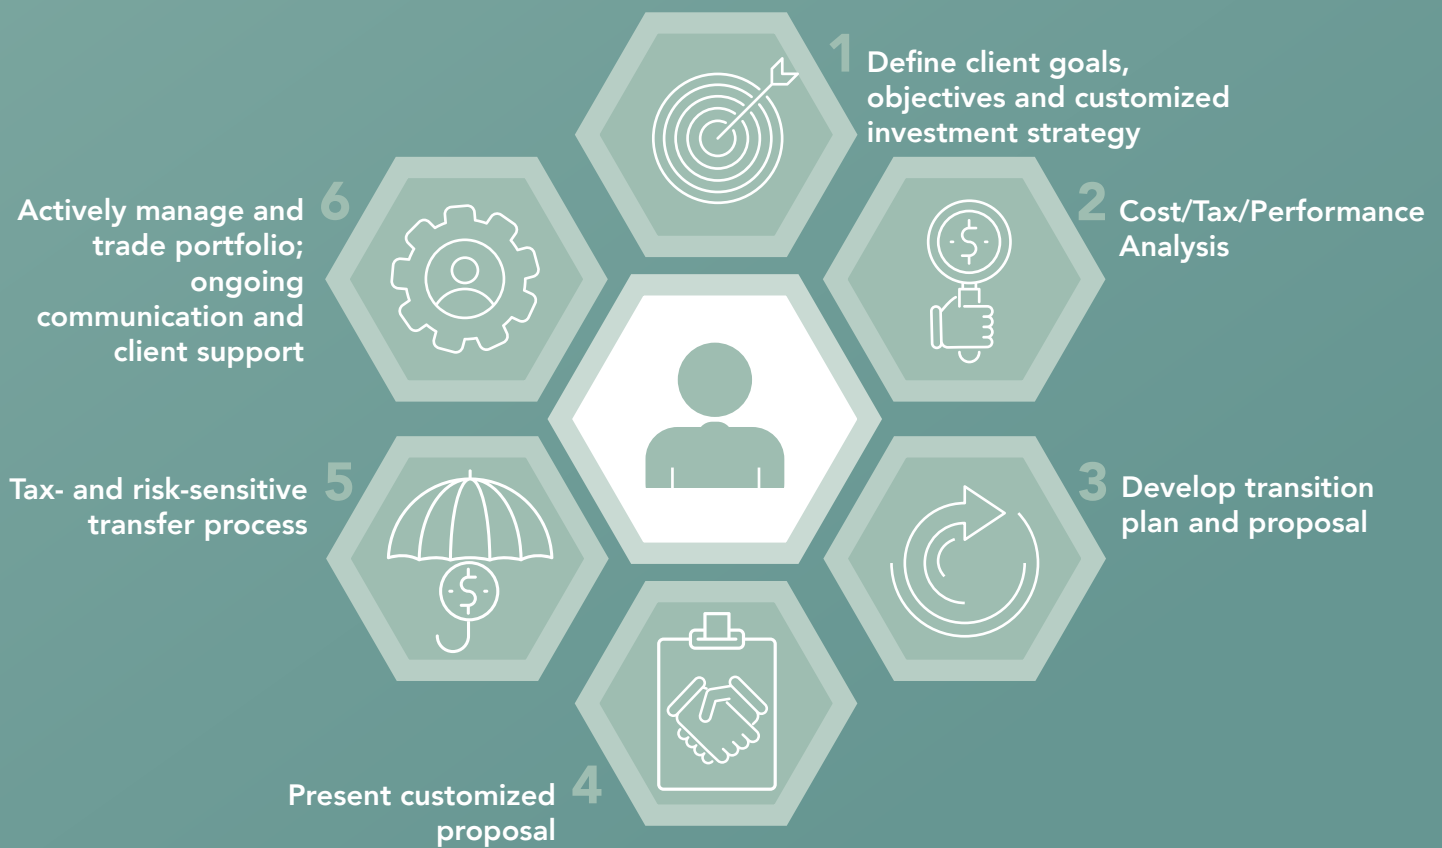 1
Define client goals,
objectives and customized
investment strategy
2
Cost/Tax/Performance
Analysis
3
Develop transition
plan and proposal
4
Present customized
proposal
5
Tax- and risk-sensitive
transfer process
6
Actively manage and
trade portfolio;
ongoing
communication and
client support
$
$